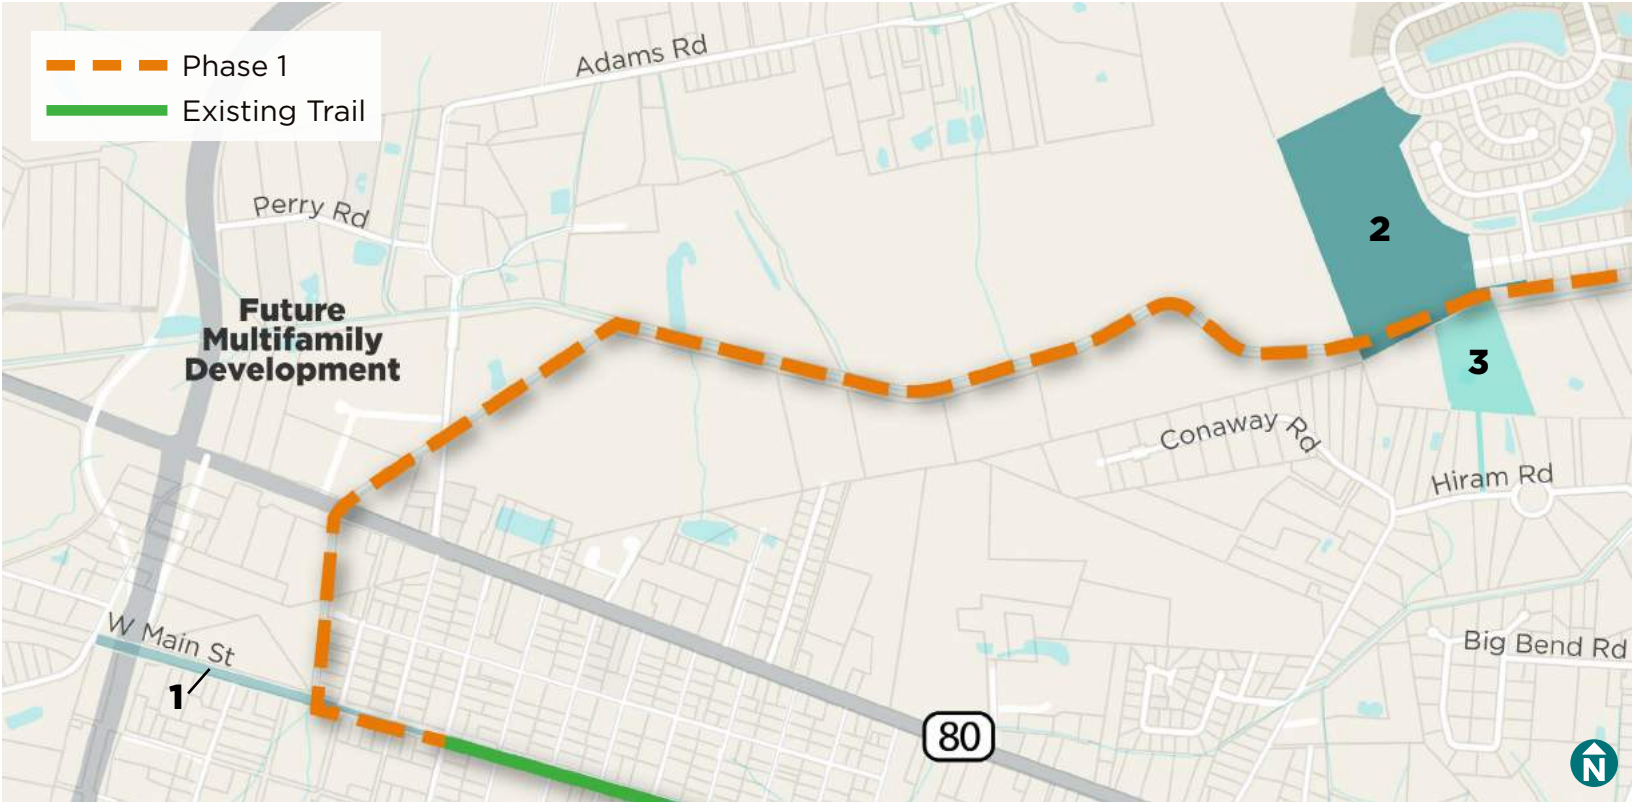 Phase 1
Existing Trail
Adams Rd
Perry Rd
2
Future
Multifamily
Development
3
Conaway Rd
Hiram Rd
W Main St
1
Big Bend Rd
80
N